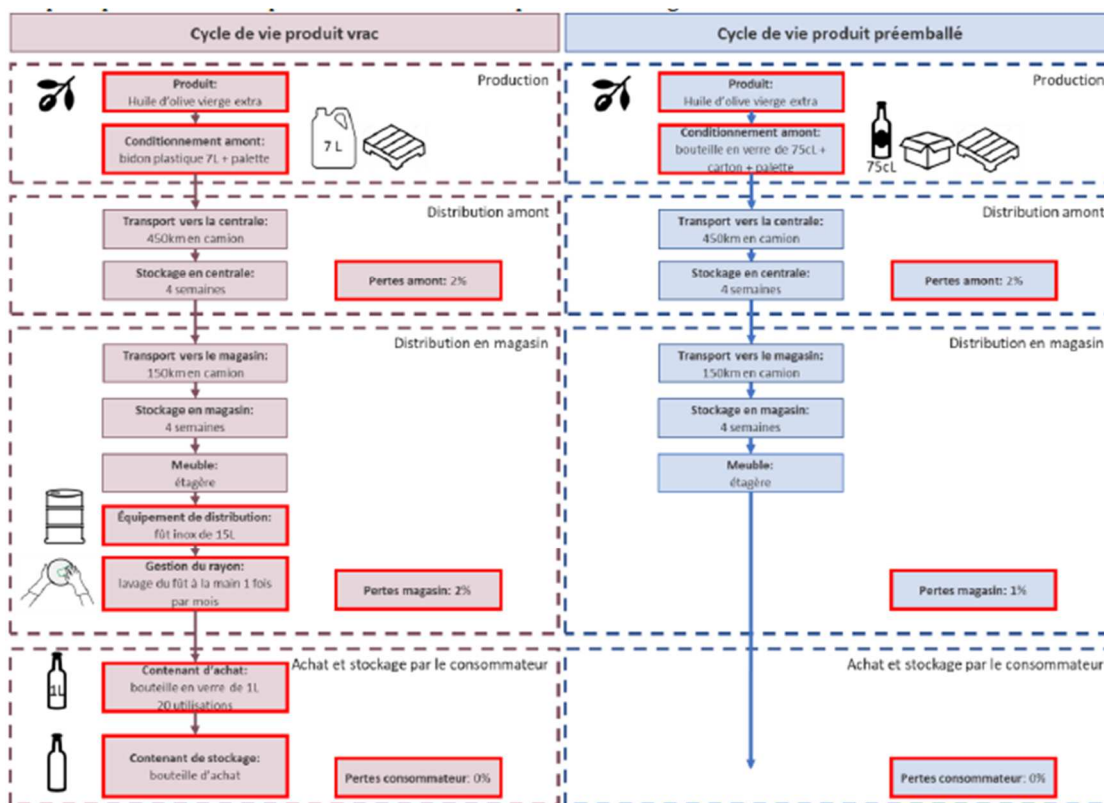 Cycle de vie produit vrac
Production
Produit:
Huile d'olive vierge extra
Conditionnement amont:
bidon plastique 7L + palette
7 L
Distribution amont
Transport vers la centrale:
450km en camion
Stockage en centrale:
4 semaines
Pertes amont: 2%
Distribution en magasin
Transport vers le magasin:
150km en camion
Stockage en magasin:
4 semaines
Meuble:
étagère
Équipement de distribution:
fût inox de 15L
Gestion du rayon:
lavage du fût à la main 1 fois
par mois
Pertes magasin: 2%
Achat et stockage par le consommateur
1L
Contenant d'achat:
bouteille en verre de 1L
20 utilisations
Contenant de stockage:
bouteille d'achat
Pertes consommateur: 0%
Cycle de vie produit préemballé
Production
Produit:
Huile d'olive vierge extra
Conditionnement amont:
bouteille en verre de 75cL +
carton + palette
75cL
Distribution amont
Transport vers la centrale:
450km en camion
Stockage en centrale:
4 semaines
Pertes amont: 2%
Distribution en magasin
Transport vers le magasin:
150km en camion
Stockage en magasin:
4 semaines
Meuble:
étagère
Pertes magasin: 1%
Achat et stockage par le consommateur
Pertes consommateur: 0%